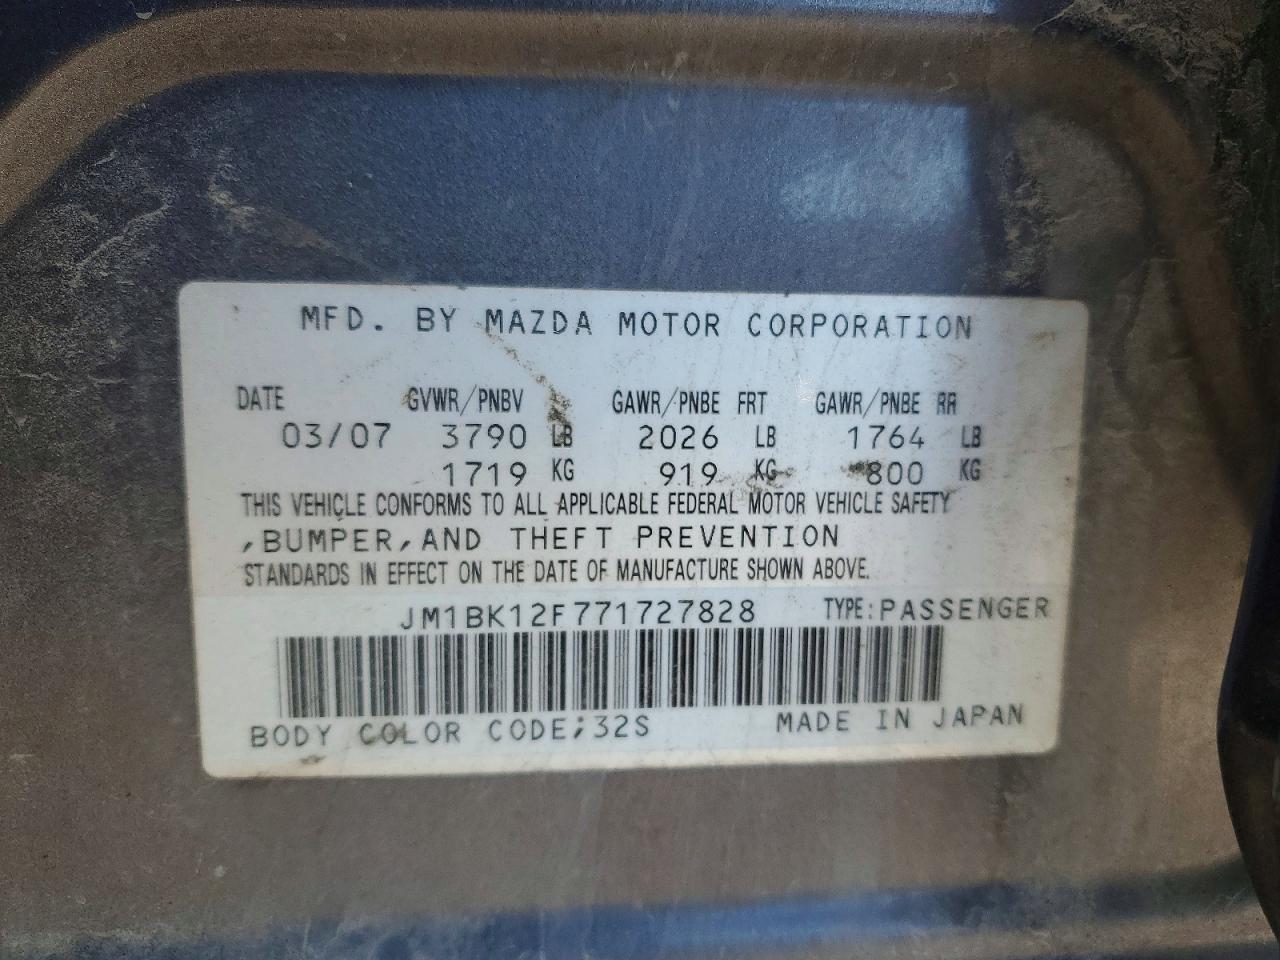 MFD. BY MAZDA MOTOR CORPORATION
DATE GVWR/PNBV GAWR/PNBE FRT GAWR/PNBE RR
03/07 3790 LB 2026 LB 1764 LB
1719 KG 919 KG 800 KG
THIS VEHICLE CONFORMS TO ALL APPLICABLE FEDERAL MOTOR VEHICLE SAFETY
,BUMPER,AND THEFT PREVENTION
STANDARDS IN EFFECT ON THE DATE OF MANUFACTURE SHOWN ABOVE.
JM1BK12F771727828 TYPE:PASSENGER
BODY COLOR CODE;32S MADE IN JAPAN